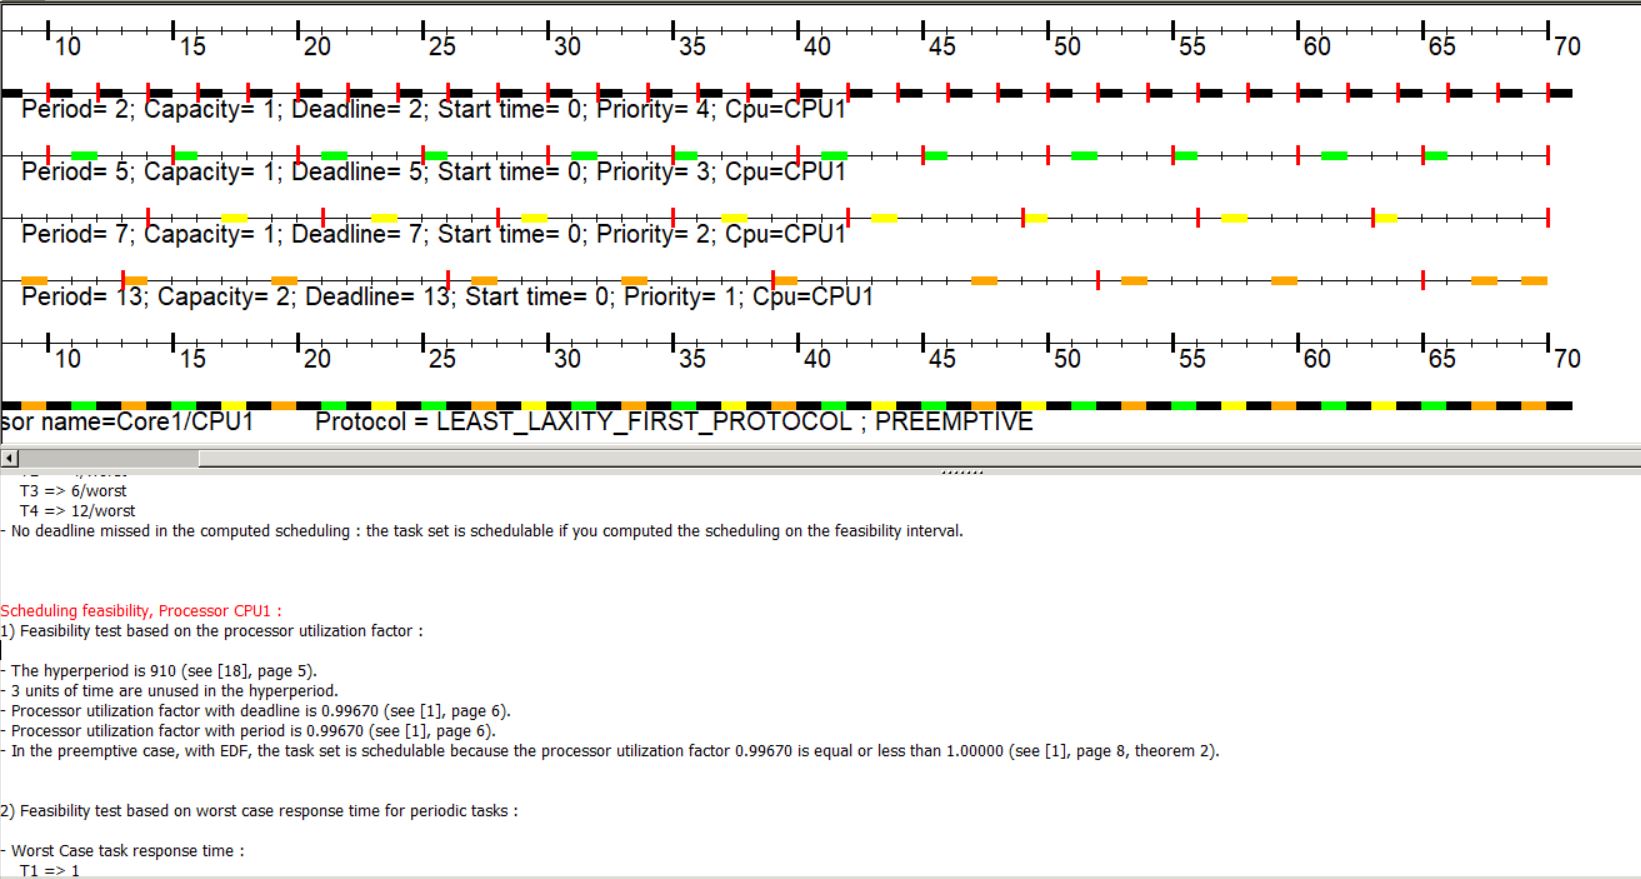 10 15 20 25 30 35 40 45 50 55 60 65 70
Period= 2; Capacity= 1; Deadline= 2; Start time= 0; Priority= 4; Cpu=CPU1
Period= 5; Capacity= 1; Deadline= 5; Start time= 0; Priority= 3; Cpu=CPU1
Period= 7; Capacity= 1; Deadline= 7; Start time= 0; Priority= 2; Cpu=CPU1
Period= 13; Capacity= 2; Deadline= 13; Start time= 0; Priority= 1; Cpu=CPU1
10 15 20 25 30 35 40 45 50 55 60 65 70
sor name=Core1/CPU1 Protocol = LEAST_LAXITY_FIRST_PROTOCOL ; PREEMPTIVE
T3 => 6/worst
T4 => 12/worst
- No deadline missed in the computed scheduling : the task set is schedulable if you computed the scheduling on the feasibility interval.
Scheduling feasibility, Processor CPU1 :
1) Feasibility test based on the processor utilization factor :
- The hyperperiod is 910 (see [18], page 5).
- 3 units of time are unused in the hyperperiod.
- Processor utilization factor with deadline is 0.99670 (see [1], page 6).
- Processor utilization factor with period is 0.99670 (see [1], page 6).
- In the preemptive case, with EDF, the task set is schedulable because the processor utilization factor 0.99670 is equal or less than 1.00000 (see [1], page 8, theorem 2).
2) Feasibility test based on worst case response time for periodic tasks :
- Worst Case task response time :
T1 => 1